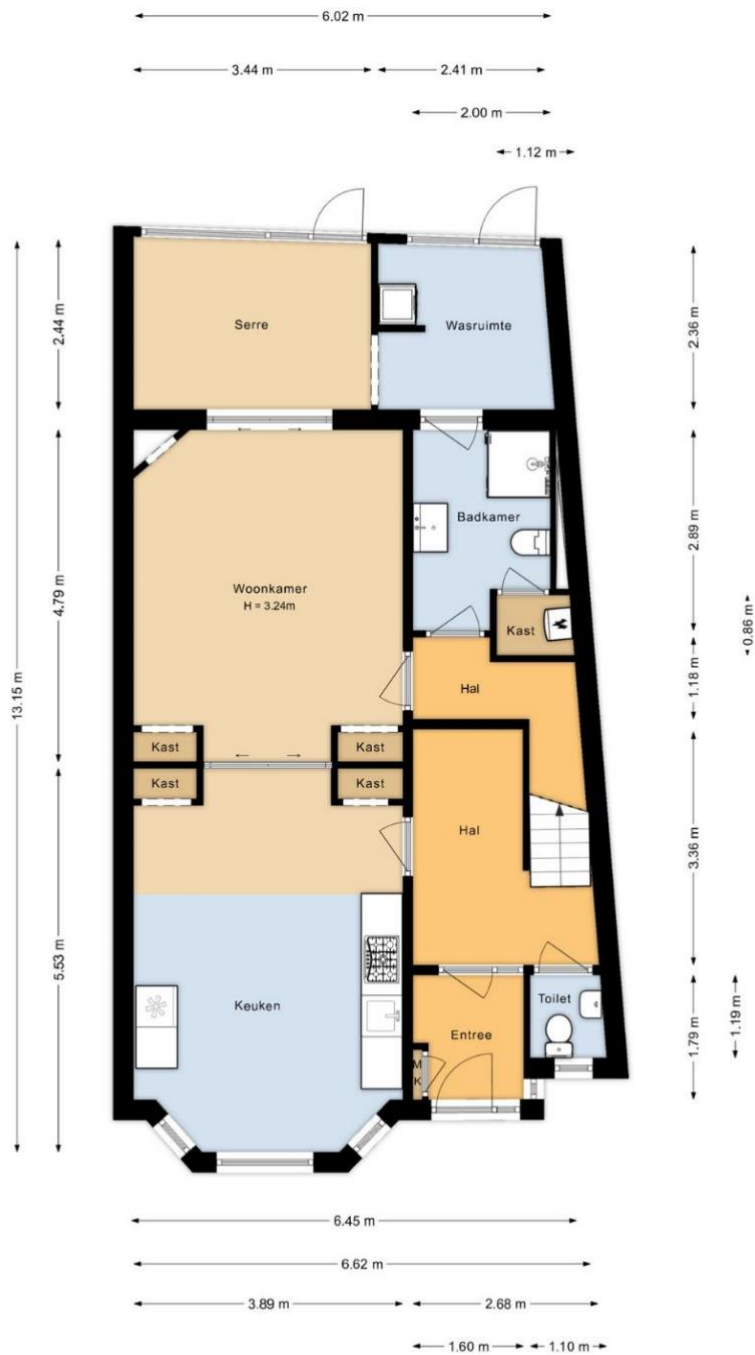 6.02 m
3.44 m
2.41 m
2.00 m
1.12 m
Serre
Wasruimte
2.44 m
2.36 m
Badkamer
2.89 m
Woonkamer
H = 3.24m
4.79 m
Kast
0.86 m
Hal
1.18 m
13.15 m
Kast
Kast
Kast
Kast
Hal
3.36 m
5.53 m
Keuken
Toilet
Entree
1.79 m
1.19 m
M
K
6.45 m
6.62 m
3.89 m
2.68 m
1.60 m
1.10 m